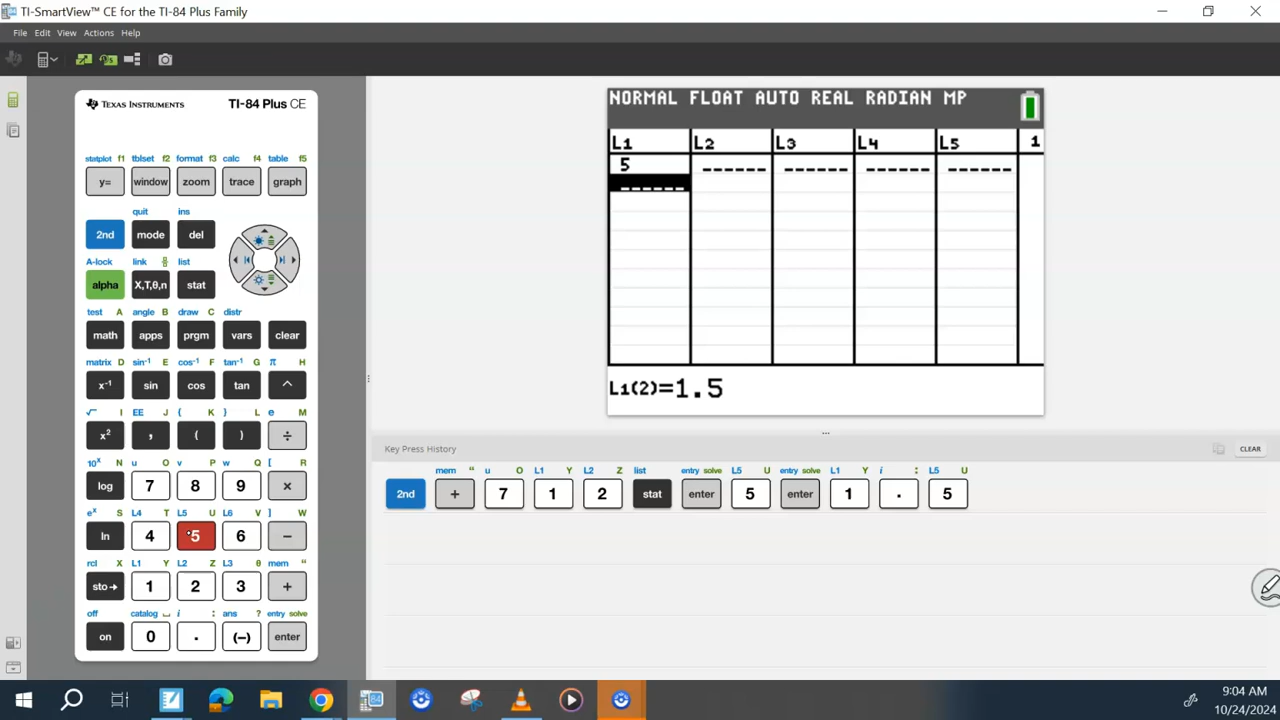 TI-SmartView™ CE for the TI-84 Plus Family
File Edit View Actions Help
TEXAS INSTRUMENTS TI-84 Plus CE
statplot f1 tblset f2 format f3 calc f4 table f5
y= window zoom trace graph
quit ins
2nd mode del
A-lock link list
alpha X,T,θ,n stat
test A angle B draw C distr
math apps prgm vars clear
matrix D sin⁻¹ E cos⁻¹ F tan⁻¹ G π H
x⁻¹ sin cos tan ^
√ I EE J { K } L e M
x² , ( ) ÷
10ˣ N u O v P w Q [ R
log 7 8 9 ×
eˣ S L4 T L5 U L6 V ] W
ln 4 5 6 −
rcl X L1 Y L2 Z L3 θ mem "
sto→ 1 2 3 +
off catalog ⎵ i : ans ? entry solve
on 0 . (−) enter
NORMAL FLOAT AUTO REAL RADIAN MP
L1 L2 L3 L4 L5 1
5 ------ ------ ------ ------
------
L1(2)=1.5
Key Press History CLEAR
mem " u O L1 Y L2 Z list entry solve L5 U entry solve L1 Y i : L5 U
2nd + 7 1 2 stat enter 5 enter 1 . 5
84
9:04 AM
10/24/2024